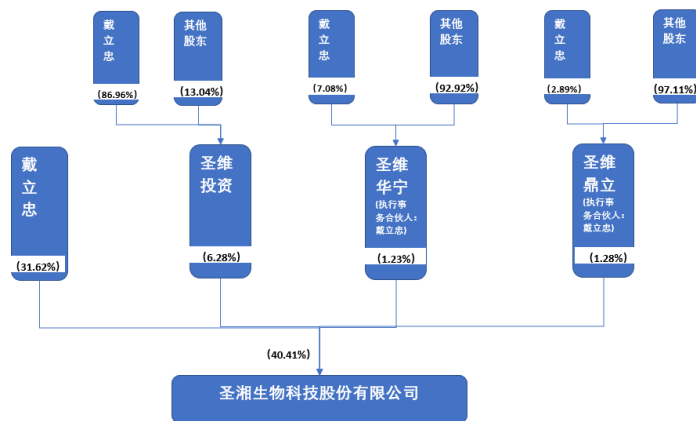 戴
立
忠
(86.96%)
其他
股东
(13.04%)
戴
立
忠
(7.08%)
其他
股东
(92.92%)
戴
立
忠
(2.89%)
其他
股东
(97.11%)
戴
立
忠
(31.62%)
圣维
投资
(6.28%)
圣维
华宁
(执行事
务合伙人:
戴立忠)
(1.23%)
圣维
鼎立
(执行事
务合伙人:
戴立忠)
(1.28%)
(40.41%)
圣湘生物科技股份有限公司